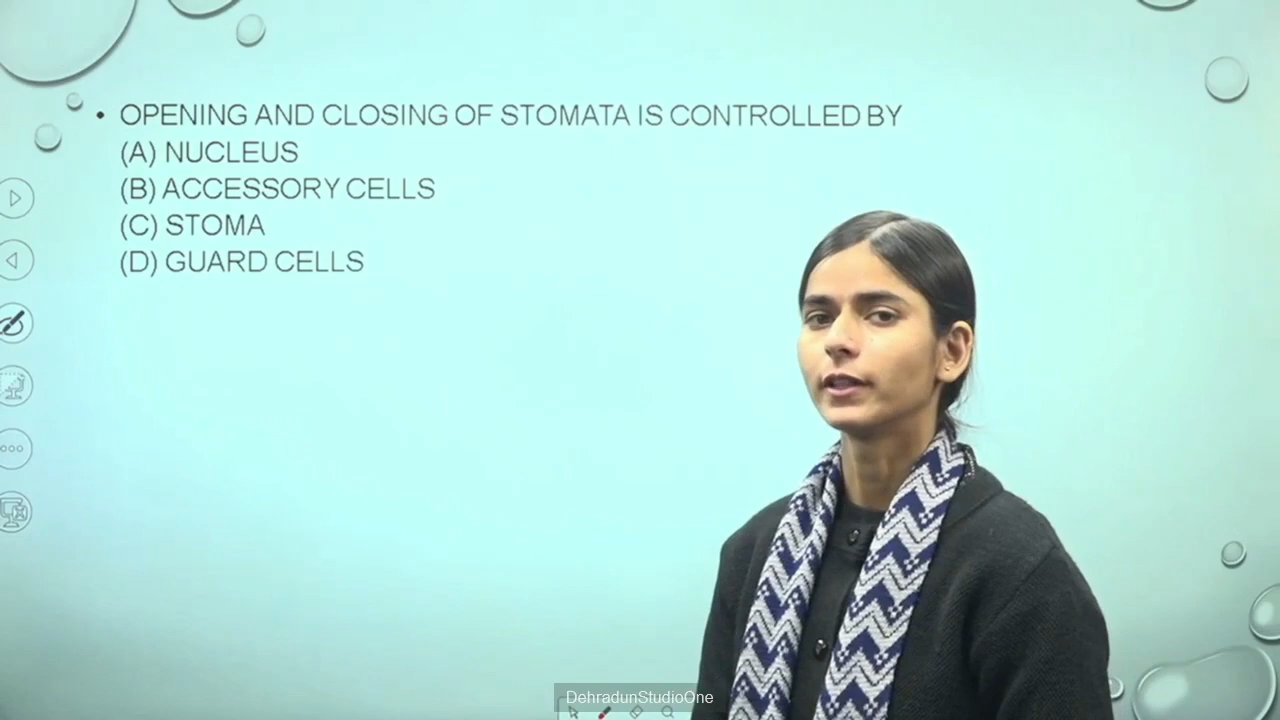 • OPENING AND CLOSING OF STOMATA IS CONTROLLED BY
(A) NUCLEUS
(B) ACCESSORY CELLS
(C) STOMA
(D) GUARD CELLS
DehradunStudioOne